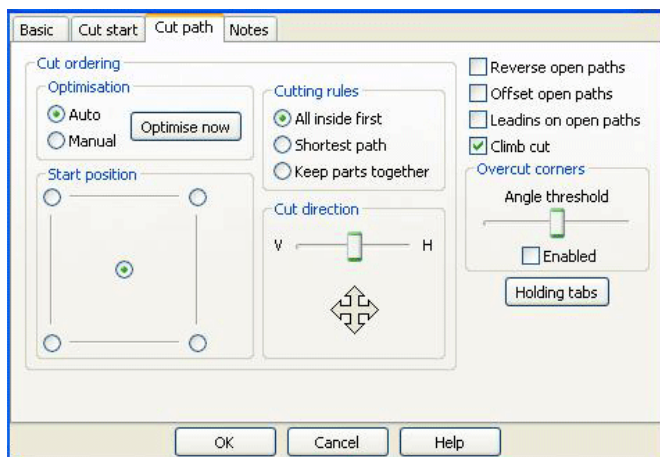 Basic
Cut start
Cut path
Notes
Cut ordering
Optimisation
Auto
Manual
Optimise now
Start position
Cutting rules
All inside first
Shortest path
Keep parts together
Cut direction
V
H
Reverse open paths
Offset open paths
Leadins on open paths
Climb cut
Overcut corners
Angle threshold
Enabled
Holding tabs
OK
Cancel
Help